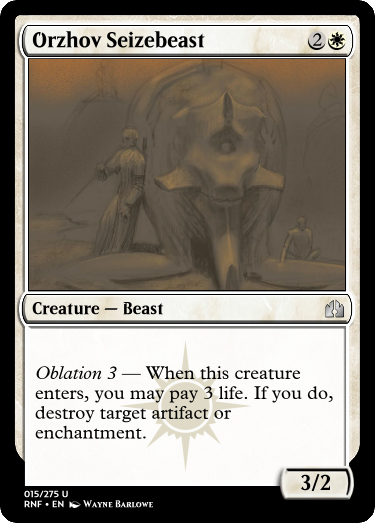 Orzhov Seizebeast 2
Creature — Beast
Oblation 3 — When this creature
enters, you may pay 3 life. If you do,
destroy target artifact or
enchantment.
3/2
015/275 U
RNF • EN Wayne Barlowe